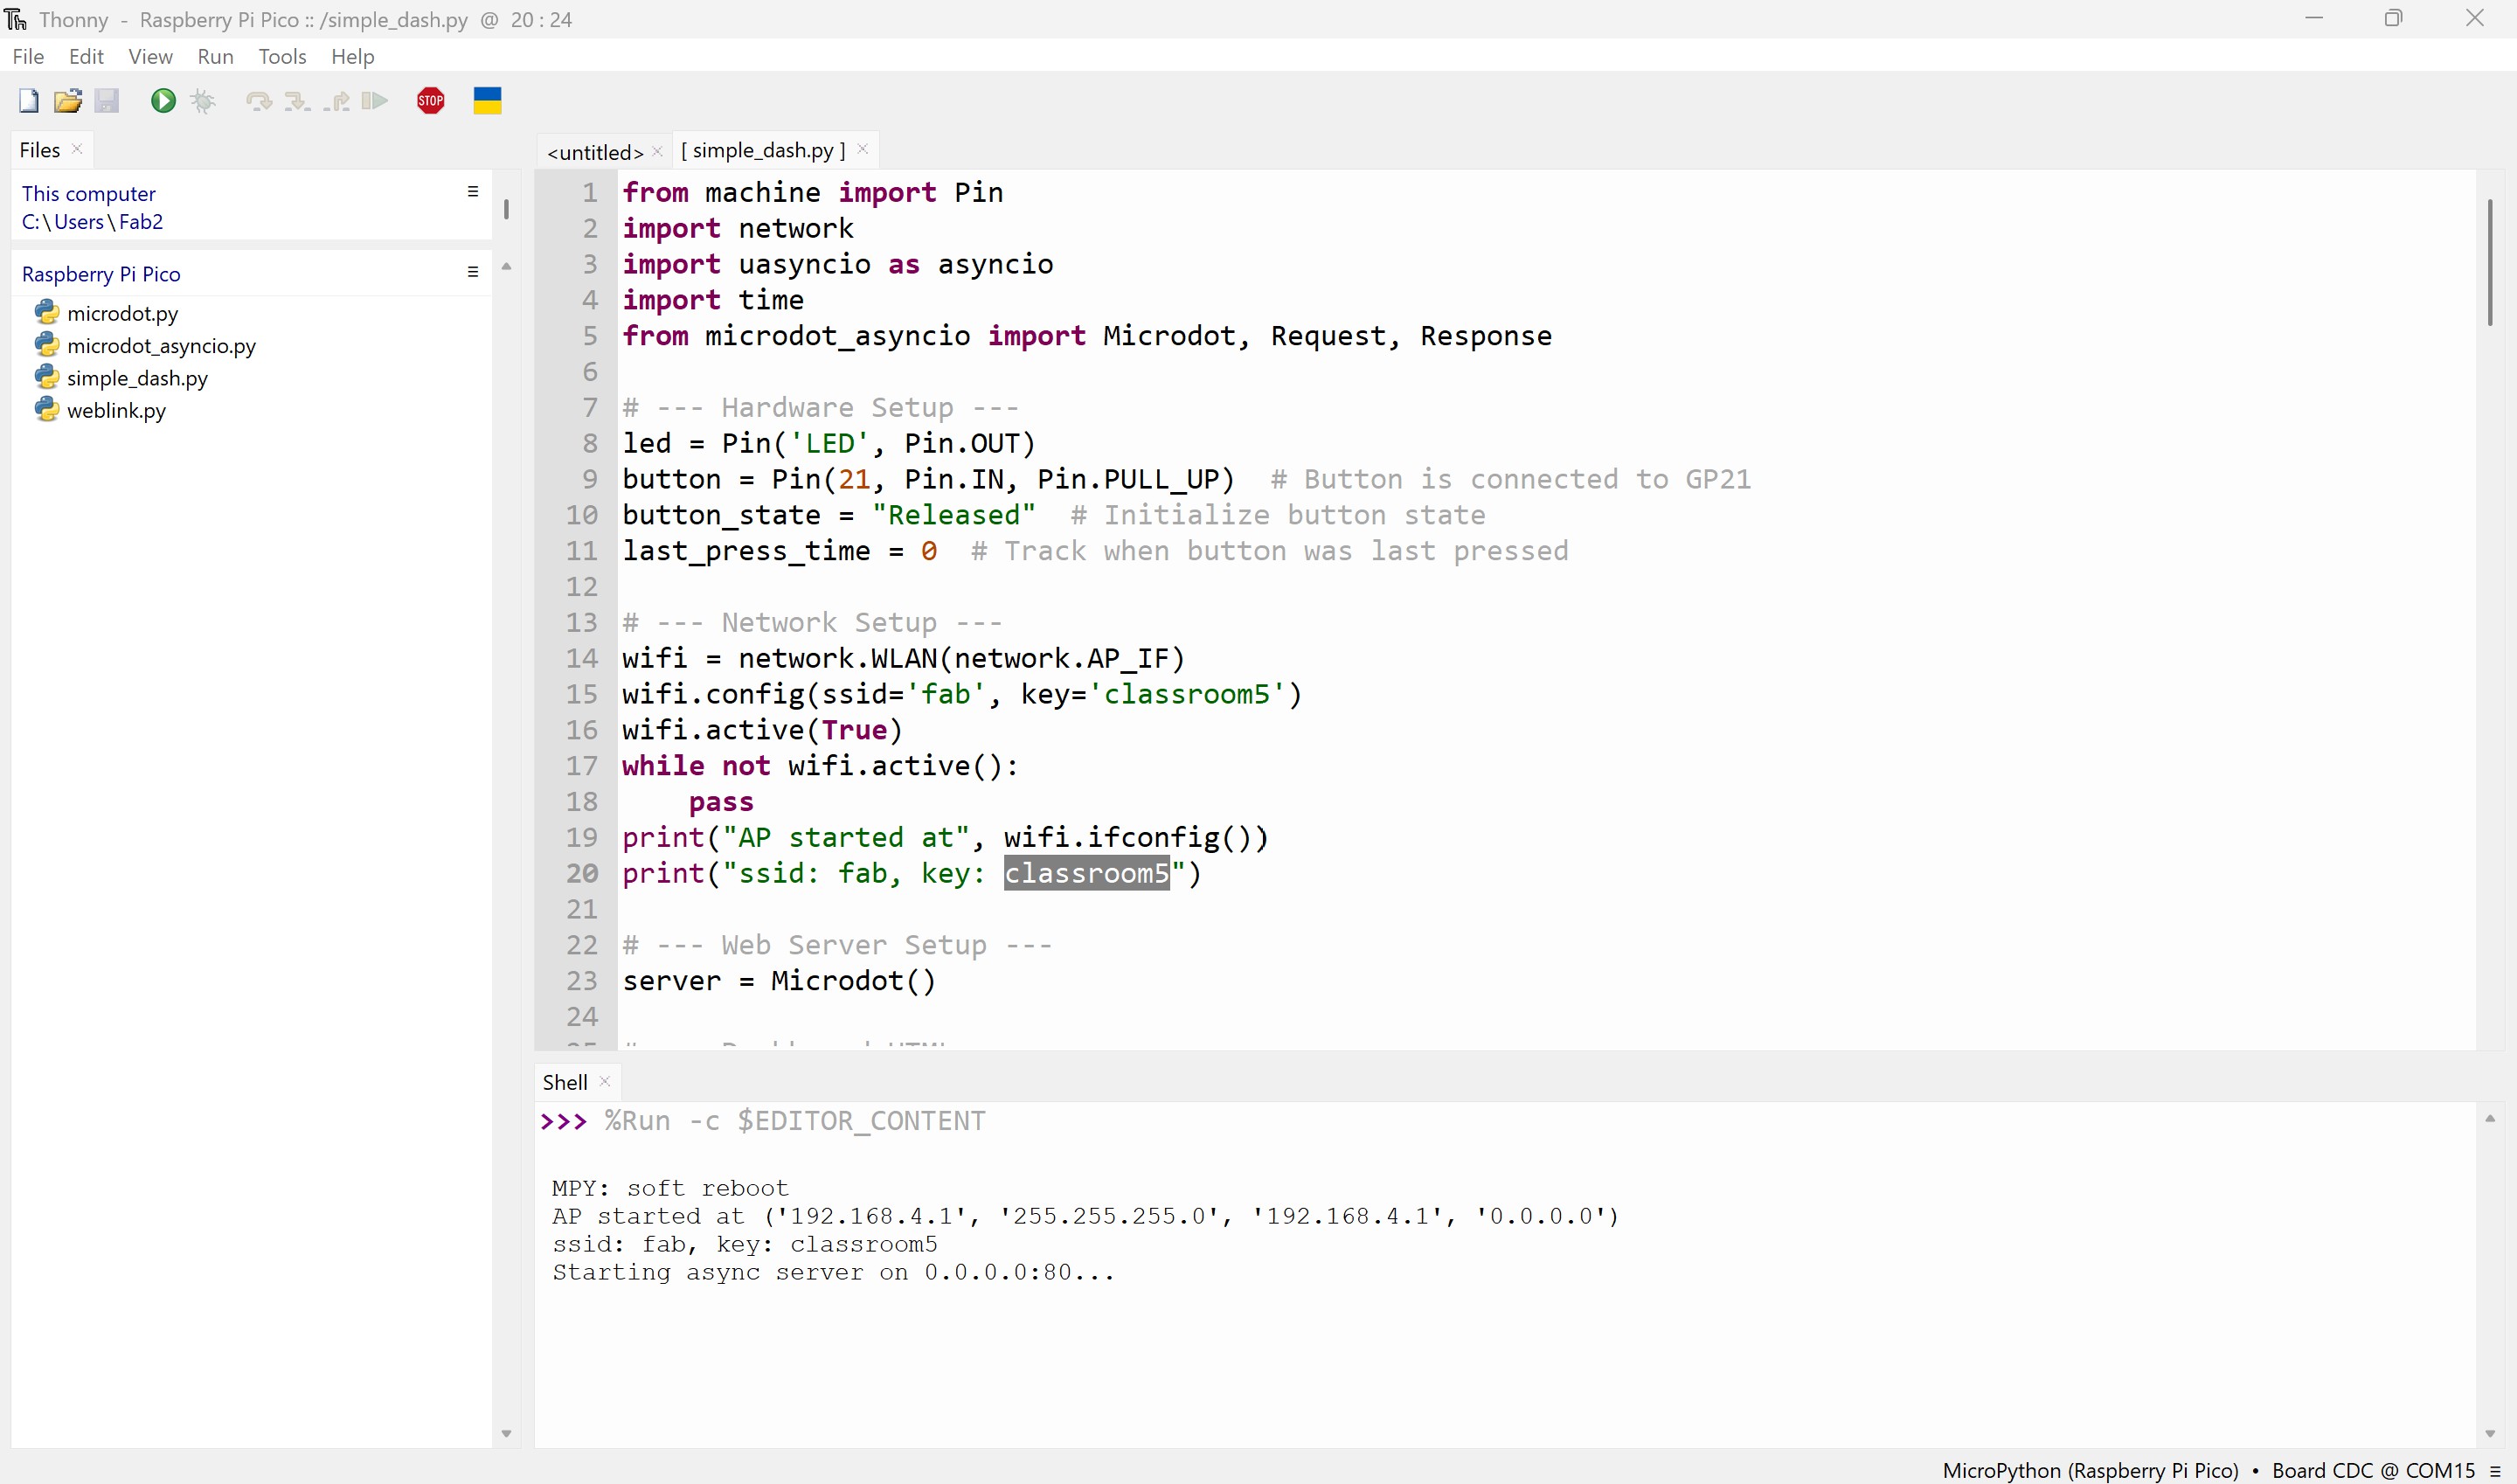 Thonny - Raspberry Pi Pico :: /simple_dash.py @ 20 : 24
File Edit View Run Tools Help
STOP
Files
This computer
C:\Users\Fab2
Raspberry Pi Pico
microdot.py
microdot_asyncio.py
simple_dash.py
weblink.py
<untitled> [ simple_dash.py ]
1 from machine import Pin
2 import network
3 import uasyncio as asyncio
4 import time
5 from microdot_asyncio import Microdot, Request, Response
6
7 # --- Hardware Setup ---
8 led = Pin('LED', Pin.OUT)
9 button = Pin(21, Pin.IN, Pin.PULL_UP)  # Button is connected to GP21
10 button_state = "Released"  # Initialize button state
11 last_press_time = 0  # Track when button was last pressed
12
13 # --- Network Setup ---
14 wifi = network.WLAN(network.AP_IF)
15 wifi.config(ssid='fab', key='classroom5')
16 wifi.active(True)
17 while not wifi.active():
18     pass
19 print("AP started at", wifi.ifconfig())
20 print("ssid: fab, key: classroom5")
21
22 # --- Web Server Setup ---
23 server = Microdot()
24
Shell
>>> %Run -c $EDITOR_CONTENT
MPY: soft reboot
AP started at ('192.168.4.1', '255.255.255.0', '192.168.4.1', '0.0.0.0')
ssid: fab, key: classroom5
Starting async server on 0.0.0.0:80...
MicroPython (Raspberry Pi Pico) • Board CDC @ COM15